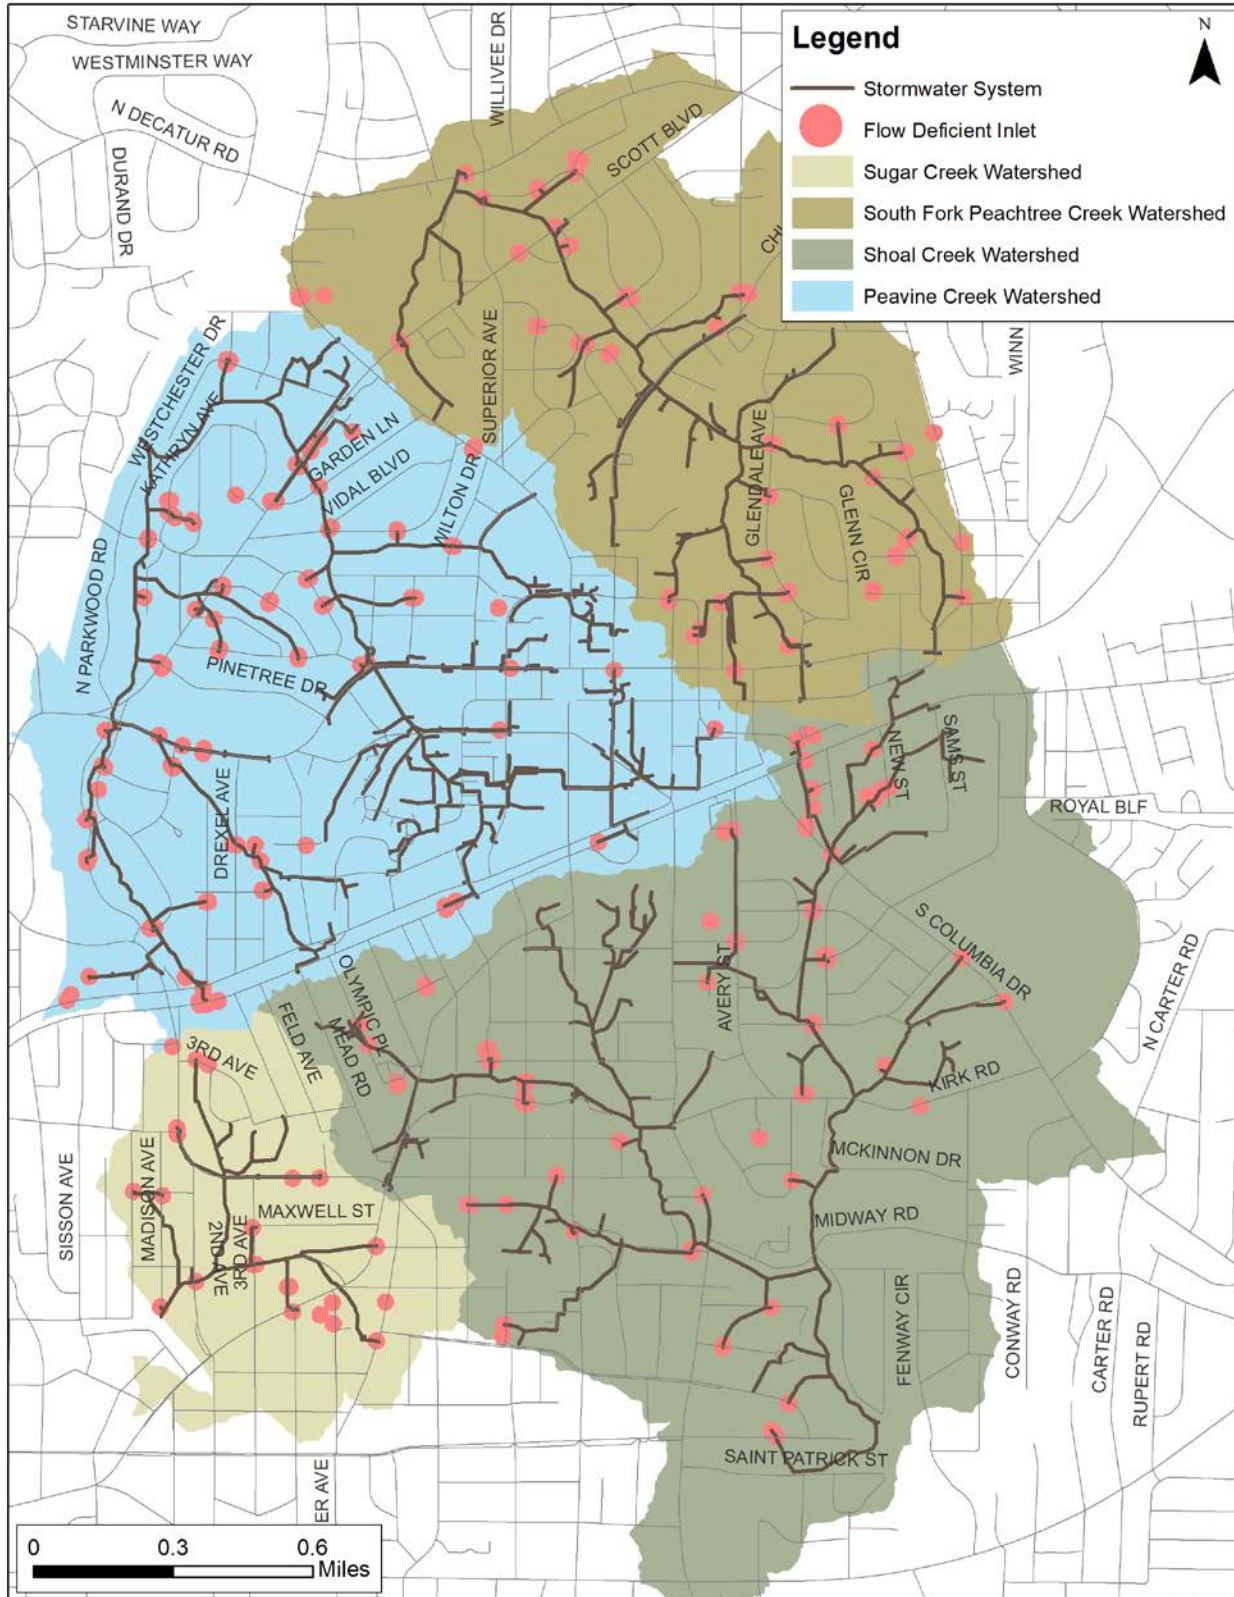 STARVINE WAY
WESTMINSTER WAY
N DECATUR RD
DURAND DR
WILLIVEE DR
SCOTT BLVD
Legend
N
Stormwater System
Flow Deficient Inlet
Sugar Creek Watershed
South Fork Peachtree Creek Watershed
Shoal Creek Watershed
Peavine Creek Watershed
WINN
WESTCHESTER DR
KATHRYN AVE
SUPERIOR AVE
GARDEN LN
VIDAL BLVD
WILTON DR
GLENDALE AVE
GLENN CIR
N PARKWOOD RD
PINETREE DR
DREXEL AVE
NEW ST
SAMS ST
ROYAL BLF
S COLUMBIA DR
N CARTER RD
AVERY ST
OLYMPIC PL
FELD AVE
MEAD RD
3RD AVE
KIRK RD
MCKINNON DR
MIDWAY RD
SISSON AVE
MADISON AVE
MAXWELL ST
2ND AVE
3RD AVE
FENWAY CIR
CONWAY RD
CARTER RD
RUPERT RD
SAINT PATRICK ST
ER AVE
0 0.3 0.6
Miles